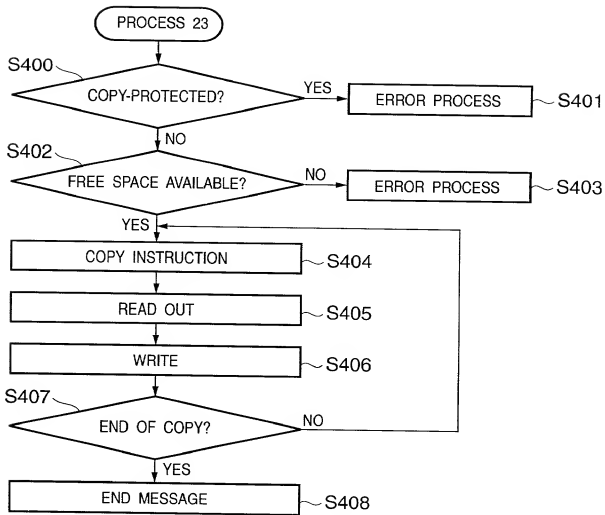 PROCESS 23
S400
COPY-PROTECTED?
YES
ERROR PROCESS
S401
NO
S402
FREE SPACE AVAILABLE?
NO
ERROR PROCESS
S403
YES
COPY INSTRUCTION
S404
READ OUT
S405
WRITE
S406
S407
END OF COPY?
NO
YES
END MESSAGE
S408